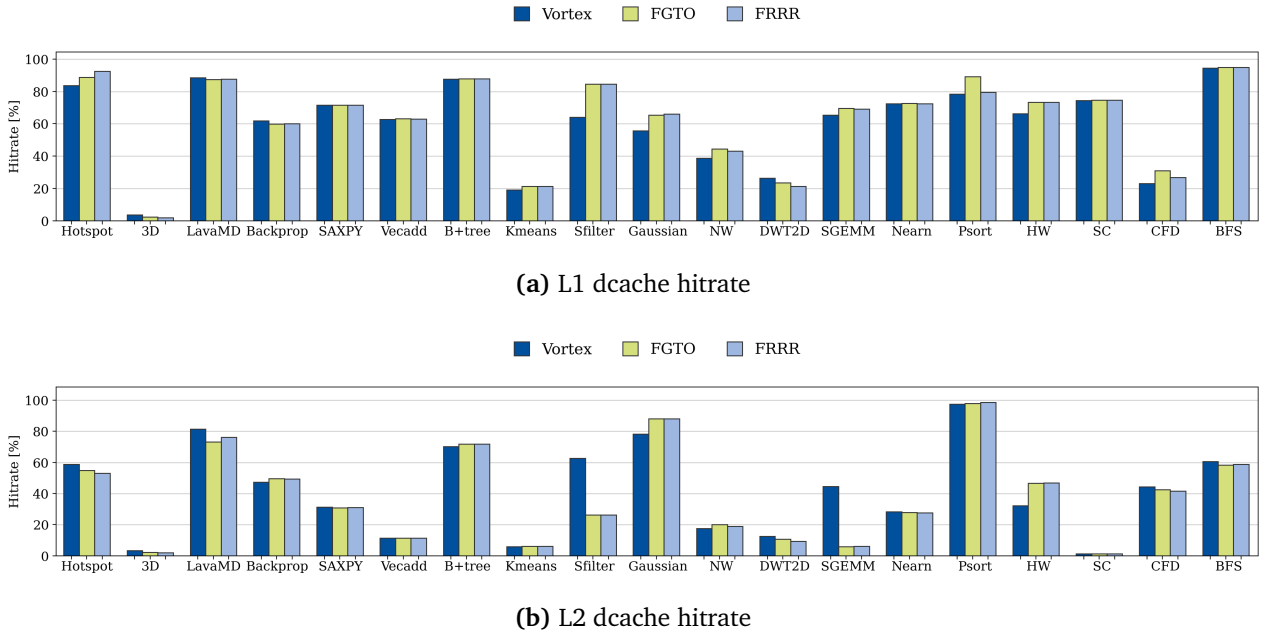 Vortex FGTO FRRR
100
80
60
40
20
0
Hitrate [%]
Hotspot 3D LavaMD Backprop SAXPY Vecadd B+tree Kmeans Sfilter Gaussian NW DWT2D SGEMM Nearn Psort HW SC CFD BFS
(a) L1 dcache hitrate
Vortex FGTO FRRR
100
80
60
40
20
0
Hitrate [%]
Hotspot 3D LavaMD Backprop SAXPY Vecadd B+tree Kmeans Sfilter Gaussian NW DWT2D SGEMM Nearn Psort HW SC CFD BFS
(b) L2 dcache hitrate